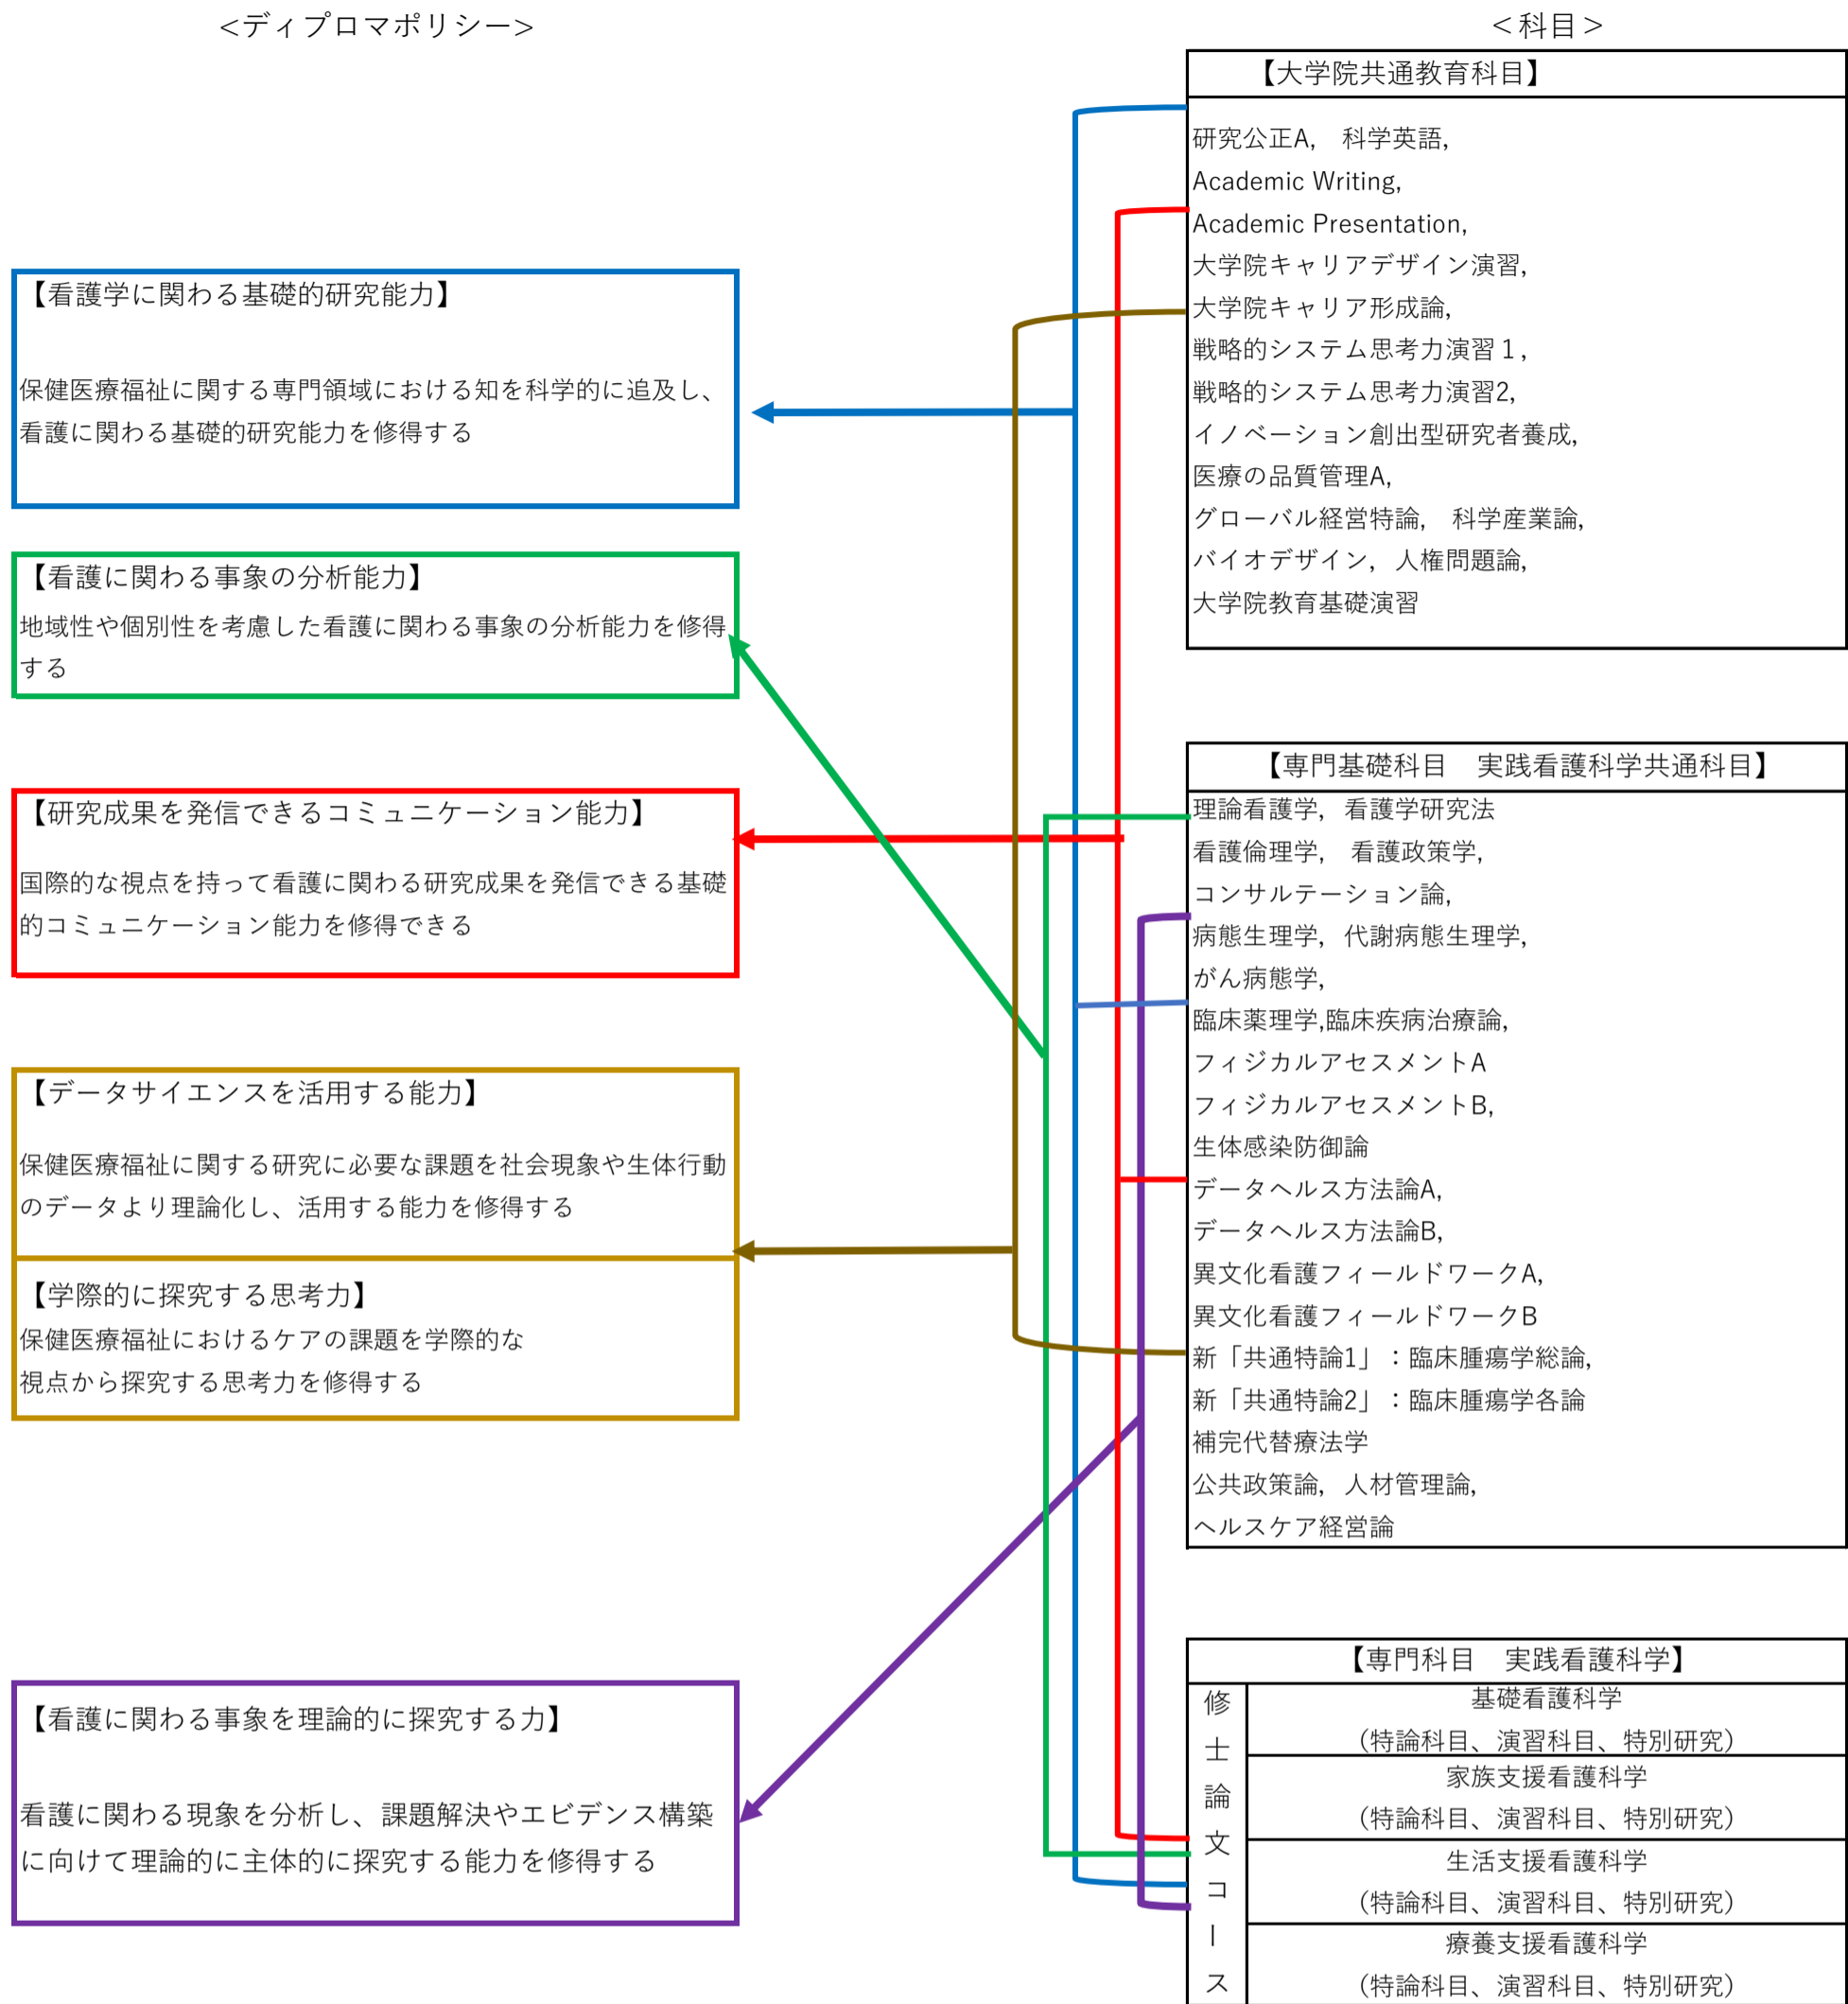 <ディプロマポリシー>
【看護学に関わる基礎的研究能力】
保健医療福祉に関する専門領域における知を科学的に追及し、
看護に関わる基礎的研究能力を修得する
【看護に関わる事象の分析能力】
地域性や個別性を考慮した看護に関わる事象の分析能力を修得
する
【研究成果を発信できるコミュニケーション能力】
国際的な視点を持って看護に関わる研究成果を発信できる基礎
的コミュニケーション能力を修得できる
【データサイエンスを活用する能力】
保健医療福祉に関する研究に必要な課題を社会現象や生体行動
のデータより理論化し、活用する能力を修得する
【学際的に探究する思考力】
保健医療福祉におけるケアの課題を学際的な
視点から探究する思考力を修得する
【看護に関わる事象を理論的に探究する力】
看護に関わる現象を分析し、課題解決やエビデンス構築
に向けて理論的に主体的に探究する能力を修得する
＜科目＞
【大学院共通教育科目】
研究公正A,　科学英語,
Academic Writing,
Academic Presentation,
大学院キャリアデザイン演習,
大学院キャリア形成論,
戦略的システム思考力演習１,
戦略的システム思考力演習2,
イノベーション創出型研究者養成,
医療の品質管理A,
グローバル経営特論,　科学産業論,
バイオデザイン, 人権問題論,
大学院教育基礎演習
【専門基礎科目　実践看護科学共通科目】
理論看護学, 看護学研究法
看護倫理学,　看護政策学,
コンサルテーション論,
病態生理学, 代謝病態生理学,
がん病態学,
臨床薬理学,臨床疾病治療論,
フィジカルアセスメントA
フィジカルアセスメントB,
生体感染防御論
データヘルス方法論A,
データヘルス方法論B,
異文化看護フィールドワークA,
異文化看護フィールドワークB
新「共通特論1」：臨床腫瘍学総論,
新「共通特論2」：臨床腫瘍学各論
補完代替療法学
公共政策論, 人材管理論,
ヘルスケア経営論
【専門科目　実践看護科学】
修士論文コース
基礎看護科学
（特論科目、演習科目、特別研究）
家族支援看護科学
（特論科目、演習科目、特別研究）
生活支援看護科学
（特論科目、演習科目、特別研究）
療養支援看護科学
（特論科目、演習科目、特別研究）